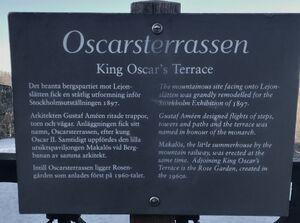 Oscarsterrassen
King Oscar's Terrace
Det branta bergspartiet mot Lejon-
slätten fick en ståtlig utformning inför
Stockholmsutställningen 1897.
Arkitekten Gustaf Améen ritade trappor,
torn och vägar. Anläggningen fick sitt
namn, Oscarsterrassen, efter kung
Oscar II. Samtidigt uppfördes den lilla
utsiktspaviljongen Makalös vid Berg-
banan av samma arkitekt.
Intill Oscarsterrassen ligger Rosen-
gården som anlades först på 1960-talet.
The mountainous site facing onto Lejon-
slätten was grandly remodelled for the
Stockholm Exhibition of 1897.
Gustaf Améen designed flights of steps,
towers and paths and the terrace was
named in honour of the monarch.
Makalös, the little summerhouse by the
mountain railway, was erected at the
same time. Adjoining King Oscar's
Terrace is the Rose Garden, created in
the 1960s.